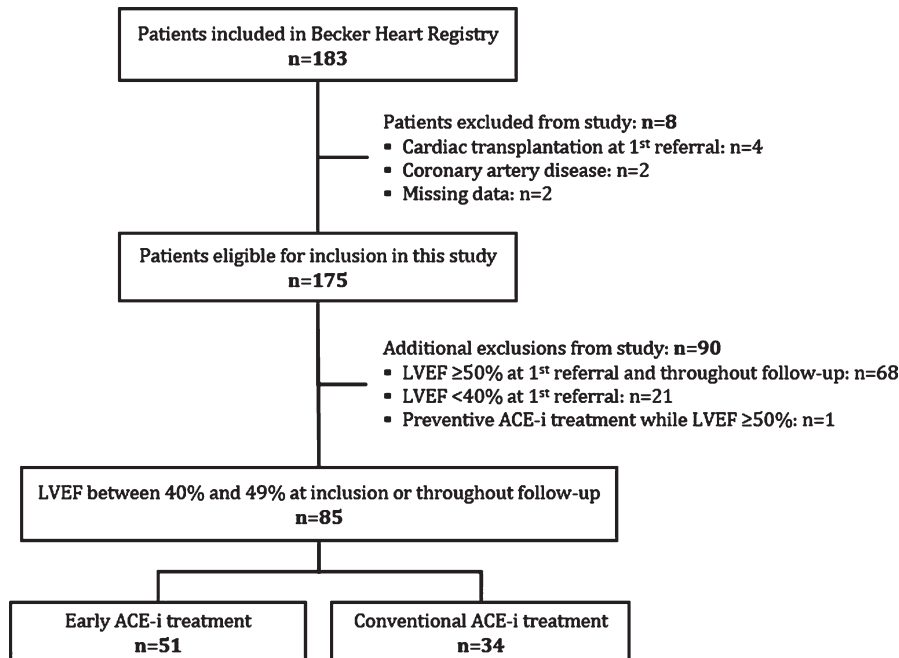 Patients included in Becker Heart Registry
n=183
Patients excluded from study: n=8
▪ Cardiac transplantation at 1st referral: n=4
▪ Coronary artery disease: n=2
▪ Missing data: n=2
Patients eligible for inclusion in this study
n=175
Additional exclusions from study: n=90
▪ LVEF ≥50% at 1st referral and throughout follow-up: n=68
▪ LVEF <40% at 1st referral: n=21
▪ Preventive ACE-i treatment while LVEF ≥50%: n=1
LVEF between 40% and 49% at inclusion or throughout follow-up
n=85
Early ACE-i treatment
n=51
Conventional ACE-i treatment
n=34